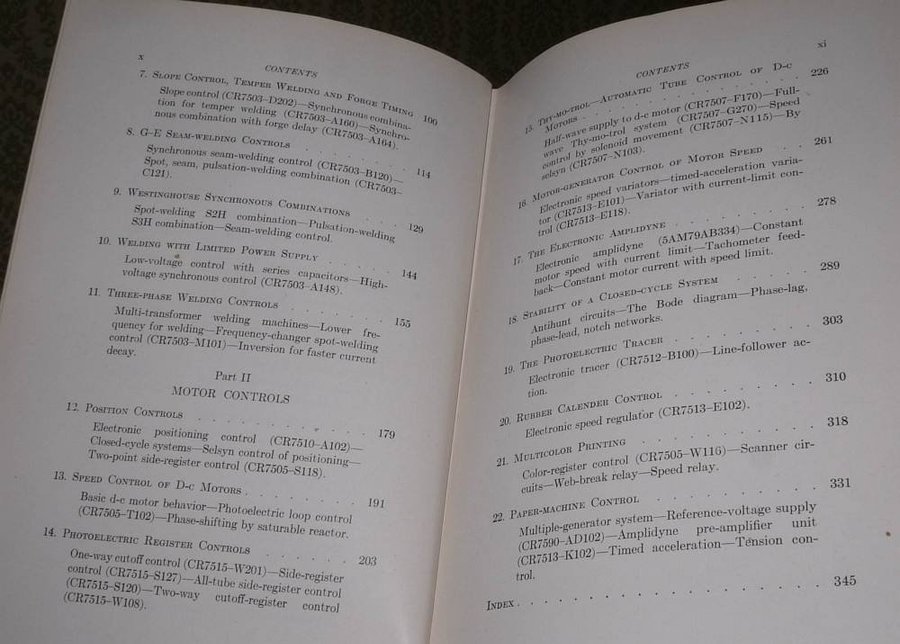 x
CONTENTS
7. SLOPE CONTROL, TEMPER WELDING AND FORGE TIMING 100
Slope control (CR7503–D202)—Synchronous combina-
tion for temper welding (CR7503–A160)—Synchro-
nous combination with forge delay (CR7503–A164).
8. G-E SEAM-WELDING CONTROLS . . . . . . . 114
Synchronous seam-welding control (CR7503–B120)—
Spot, seam, pulsation-welding combination (CR7503–
C121).
9. WESTINGHOUSE SYNCHRONOUS COMBINATIONS . . . 129
Spot-welding S2H combination—Pulsation-welding
S3H combination—Seam-welding control.
10. WELDING WITH LIMITED POWER SUPPLY . . . . . 144
Low-voltage control with series capacitors—High-
voltage synchronous control (CR7503–A148).
11. THREE-PHASE WELDING CONTROLS . . . . . . . 155
Multi-transformer welding machines—Lower fre-
quency for welding—Frequency-changer spot-welding
control (CR7503–M101)—Inversion for faster current
decay.
Part II
MOTOR CONTROLS
12. POSITION CONTROLS . . . . . . . . . . 179
Electronic positioning control (CR7510–A102)—
Closed-cycle systems—Selsyn control of positioning—
Two-point side-register control (CR7505–S118).
13. SPEED CONTROL OF D-C MOTORS . . . . . . . . 191
Basic d-c motor behavior—Photoelectric loop control
(CR7505–T102)—Phase-shifting by saturable reactor.
14. PHOTOELECTRIC REGISTER CONTROLS . . . . . . 203
One-way cutoff control (CR7515–W201)—Side-register
control (CR7515–S127)—All-tube side-register control
(CR7515–S120)—Two-way cutoff-register control
(CR7515–W108).
xi
CONTENTS
15. THY-MO-TROL—AUTOMATIC TUBE CONTROL OF D-C
MOTORS . . . . . . . . . . . . . 226
Half-wave supply to d-c motor (CR7507–F170)—Full-
wave Thy-mo-trol system (CR7507–G270)—Speed
control by solenoid movement (CR7507–N115)—By
selsyn (CR7507–N103).
16. MOTOR-GENERATOR CONTROL OF MOTOR SPEED . . . 261
Electronic speed variators—timed-acceleration varia-
tor (CR7513–E101)—Variator with current-limit con-
trol (CR7513–E118).
17. THE ELECTRONIC AMPLIDYNE . . . . . . . . 278
Electronic amplidyne (5AM79AB334)—Constant
motor speed with current limit—Tachometer feed-
back—Constant motor current with speed limit.
18. STABILITY OF A CLOSED-CYCLE SYSTEM . . . . . 289
Antihunt circuits—The Bode diagram—Phase-lag,
phase-lead, notch networks.
19. THE PHOTOELECTRIC TRACER . . . . . . . . 303
Electronic tracer (CR7512–B100)—Line-follower ac-
tion.
20. RUBBER CALENDER CONTROL . . . . . . . . 310
Electronic speed regulator (CR7513–E102).
21. MULTICOLOR PRINTING . . . . . . . . . 318
Color-register control (CR7505–W116)—Scanner cir-
cuits—Web-break relay—Speed relay.
22. PAPER-MACHINE CONTROL . . . . . . . . . 331
Multiple-generator system—Reference-voltage supply
(CR7590–AD102)—Amplidyne pre-amplifier unit
(CR7513–K102)—Timed acceleration—Tension con-
trol.
INDEX . . . . . . . . . . . . . . . 345